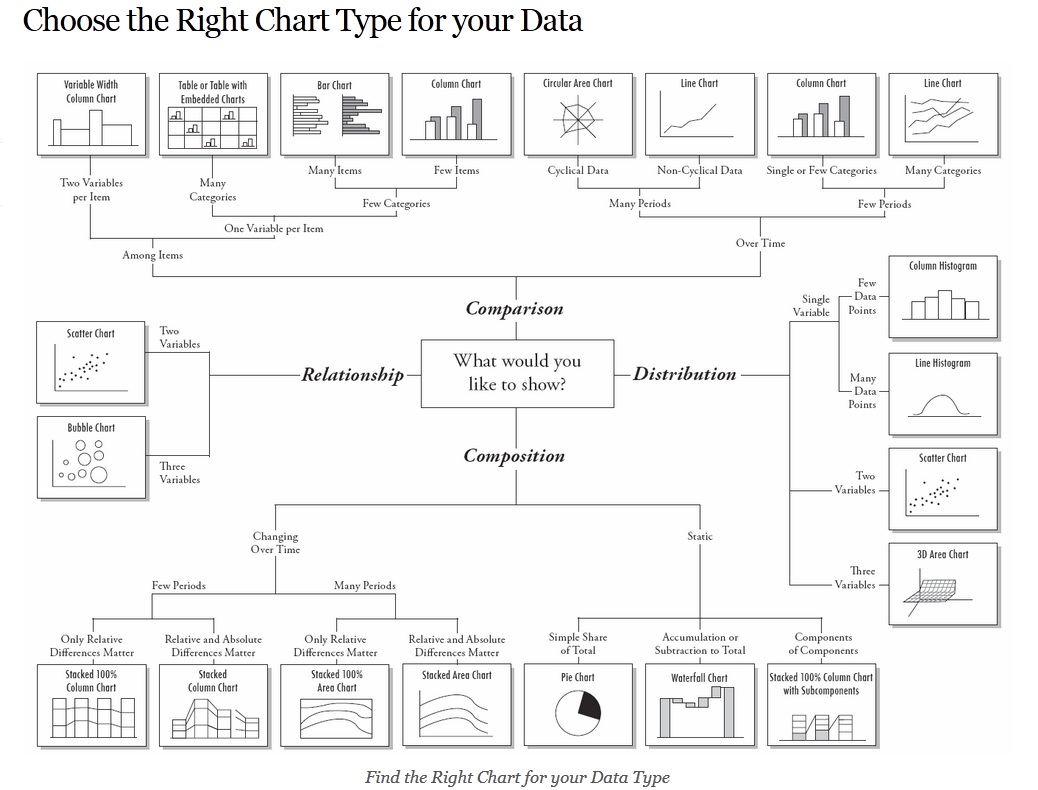 Choose the Right Chart Type for your Data
Variable Width
Column Chart
Table or Table with
Embedded Charts
Bar Chart
Column Chart
Circular Area Chart
Line Chart
Column Chart
Line Chart
Two Variables
per Item
Many
Categories
Many Items
Few Items
Cyclical Data
Non-Cyclical Data
Single or Few Categories
Many Categories
Few Categories
Many Periods
Few Periods
One Variable per Item
Over Time
Among Items
Comparison
What would you
like to show?
Relationship
Distribution
Composition
Scatter Chart
Two
Variables
Bubble Chart
Three
Variables
Single
Variable
Few
Data
Points
Column Histogram
Many
Data
Points
Line Histogram
Two
Variables
Scatter Chart
Three
Variables
3D Area Chart
Changing
Over Time
Static
Few Periods
Many Periods
Only Relative
Differences Matter
Relative and Absolute
Differences Matter
Only Relative
Differences Matter
Relative and Absolute
Differences Matter
Simple Share
of Total
Accumulation or
Subtraction to Total
Components
of Components
Stacked 100%
Column Chart
Stacked
Column Chart
Stacked 100%
Area Chart
Stacked Area Chart
Pie Chart
Waterfall Chart
Stacked 100% Column Chart
with Subcomponents
Find the Right Chart for your Data Type